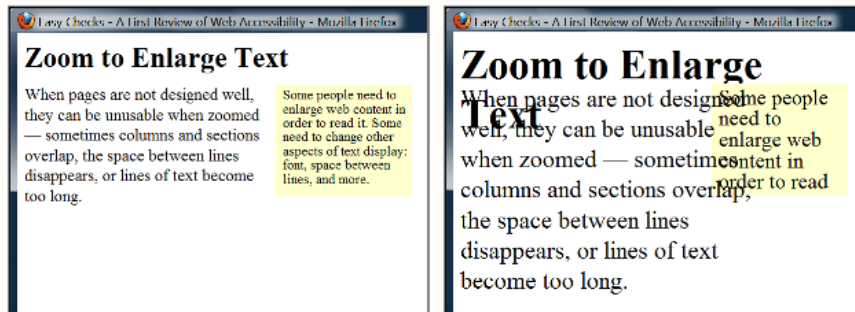 Easy Checks - A First Review of Web Accessibility - Mozilla Firefox
Zoom to Enlarge Text
When pages are not designed well,
they can be unusable when zoomed
— sometimes columns and sections
overlap, the space between lines
disappears, or lines of text become
too long.
Some people need to
enlarge web content in
order to read it. Some
need to change other
aspects of text display:
font, space between
lines, and more.
Easy Checks - A First Review of Web Accessibility - Mozilla Firefox
Zoom to Enlarge
Text
When pages are not designed
well, they can be unusable
when zoomed — sometimes
columns and sections overlap,
the space between lines
disappears, or lines of text
become too long.
Some people
need to
enlarge web
content in
order to read